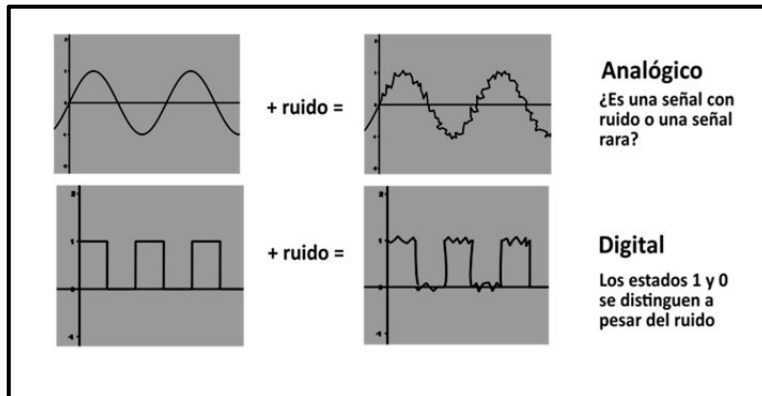 + ruido =
Analógico
¿Es una señal con
ruido o una señal
rara?
+ ruido =
Digital
Los estados 1 y 0
se distinguen a
pesar del ruido